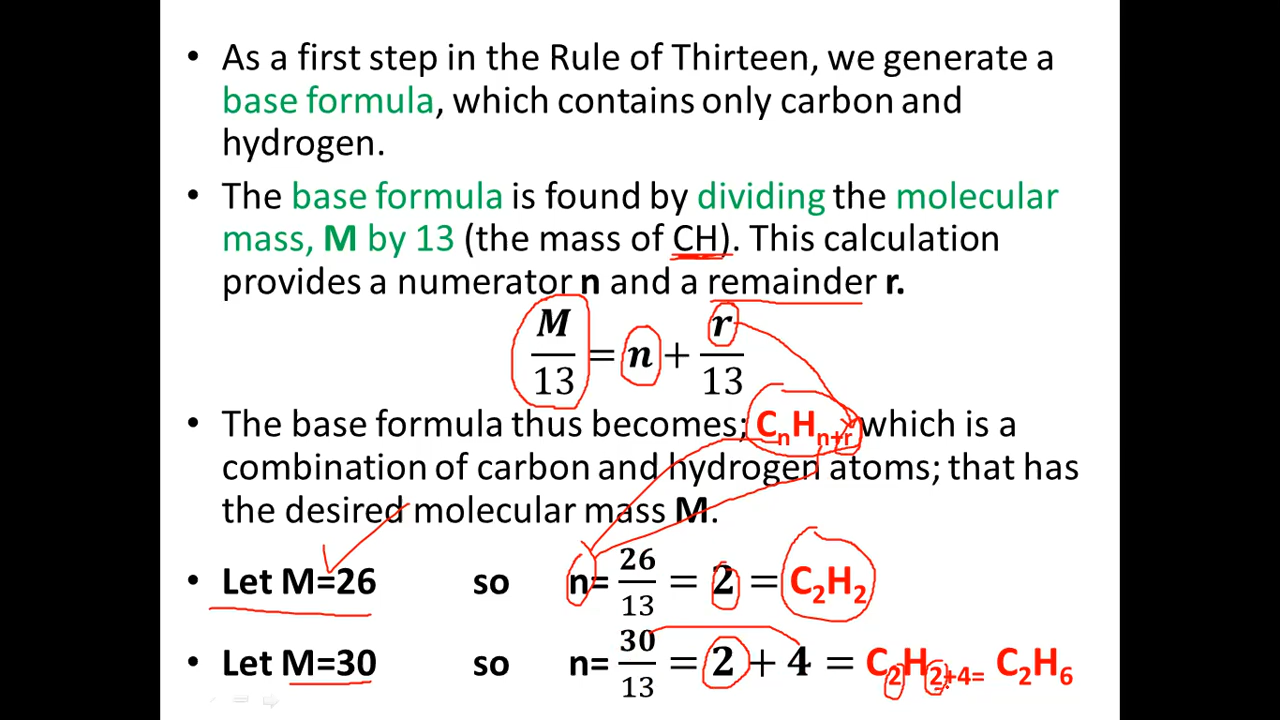 • As a first step in the Rule of Thirteen, we generate a
base formula, which contains only carbon and
hydrogen.
• The base formula is found by dividing the molecular
mass, M by 13 (the mass of CH). This calculation
provides a numerator n and a remainder r.
M/13 = n + r/13
• The base formula thus becomes; CₙHₙ₊ᵣ which is a
combination of carbon and hydrogen atoms; that has
the desired molecular mass M.
• Let M=26 so n= 26/13 = 2 = C₂H₂
• Let M=30 so n= 30/13 = 2 + 4 = C₂H₂₊₄₌ C₂H₆